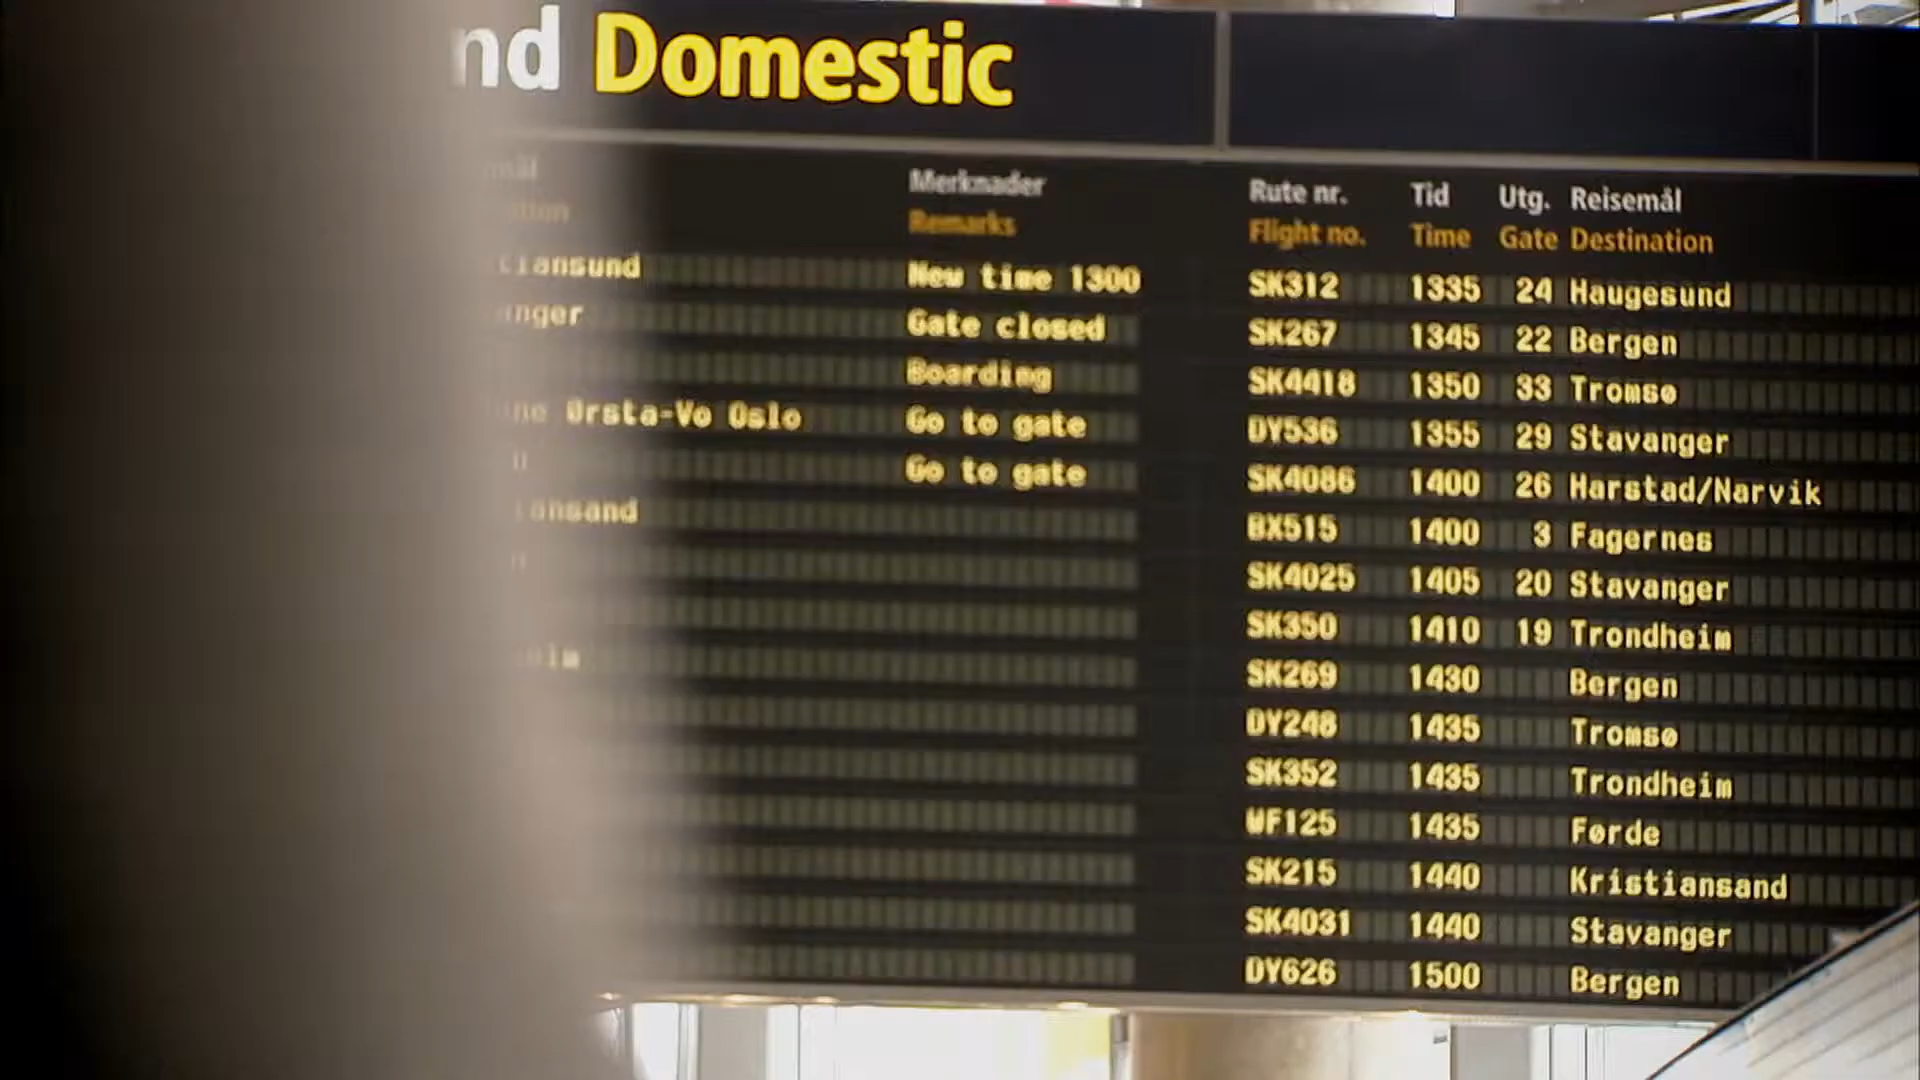 Domestic
Merknader
Remarks
New time 1300
Gate closed
Boarding
Ørsta-Vo Oslo Go to gate
Go to gate
Rute nr. Tid Utg. Reisemål
Flight no. Time Gate Destination
SK312 1335 24 Haugesund
SK267 1345 22 Bergen
SK4418 1350 33 Tromsø
DY536 1355 29 Stavanger
SK4086 1400 26 Harstad/Narvik
BX515 1400 3 Fagernes
SK4025 1405 20 Stavanger
SK350 1410 19 Trondheim
SK269 1430 Bergen
DY248 1435 Tromsø
SK352 1435 Trondheim
WF125 1435 Førde
SK215 1440 Kristiansand
SK4031 1440 Stavanger
DY626 1500 Bergen